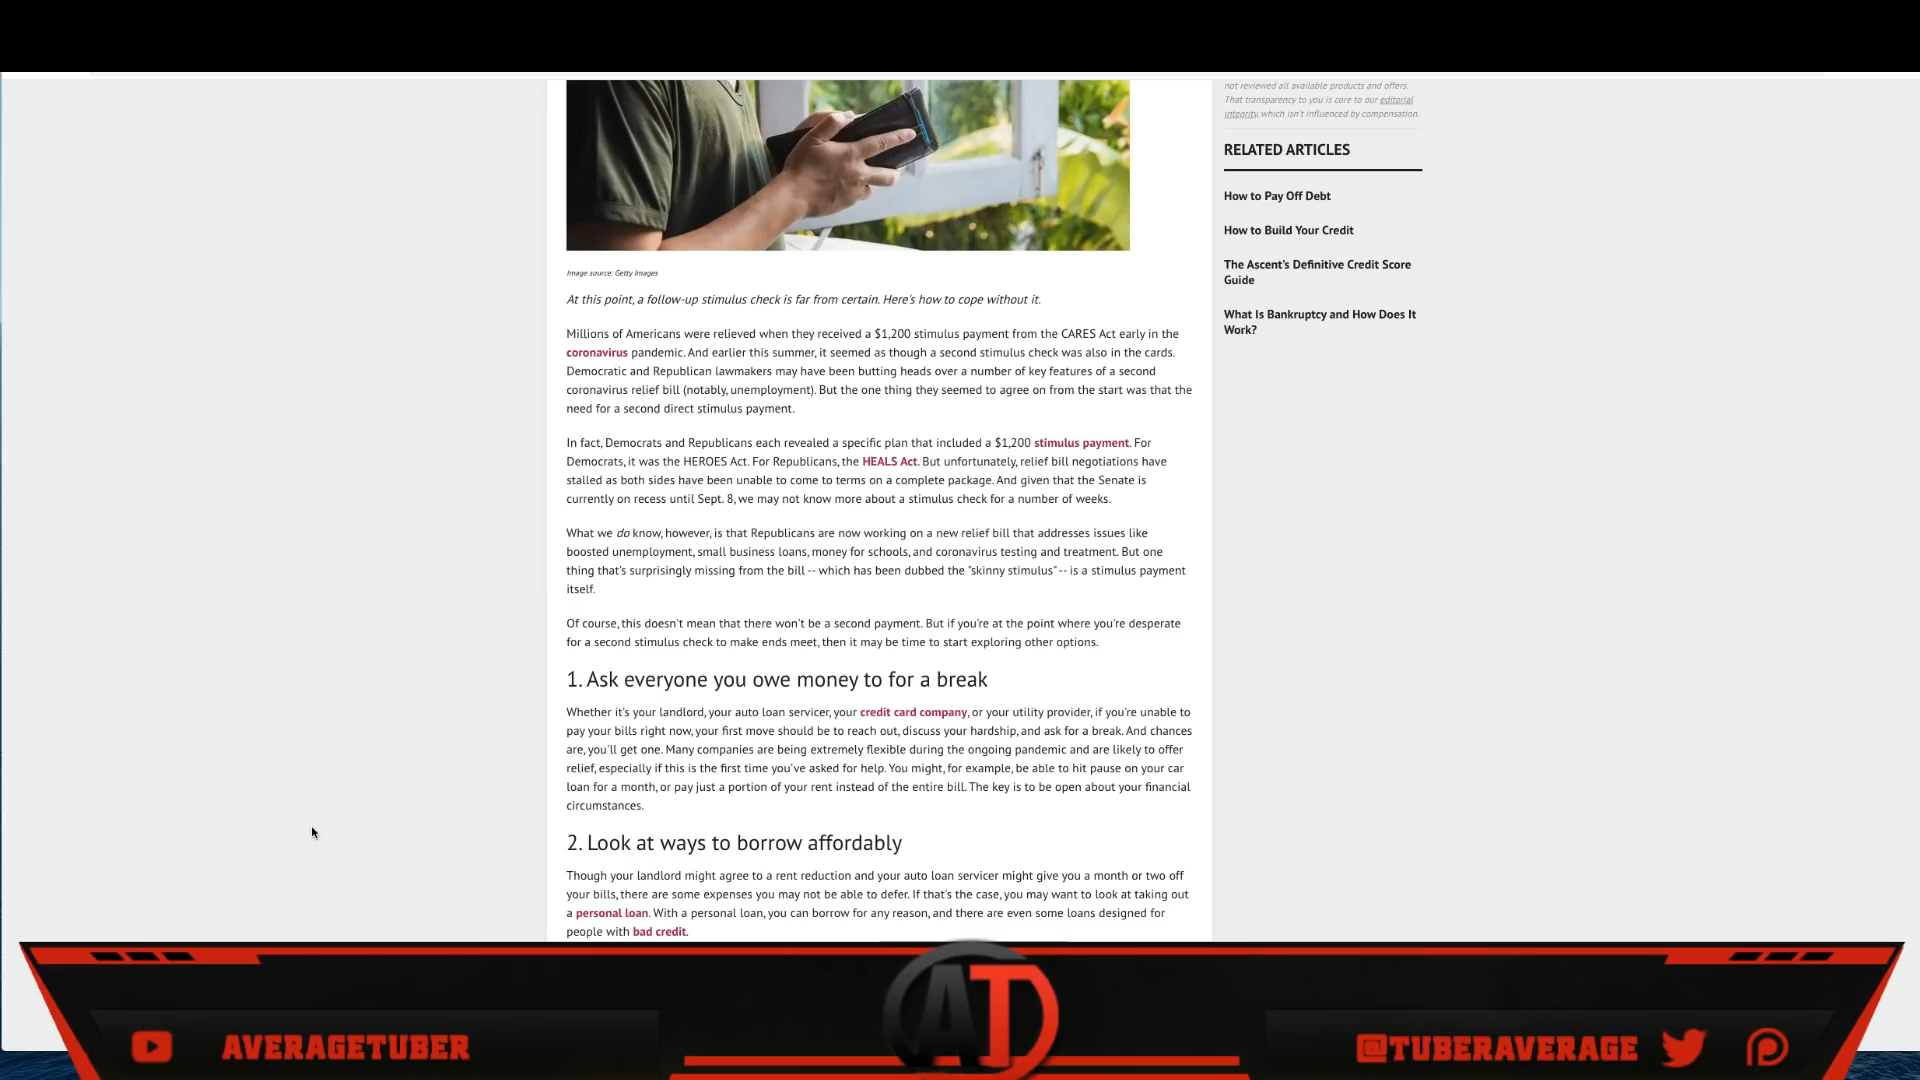 not reviewed all available products and offers.
That transparency to you is core to our editorial
integrity, which isn't influenced by compensation.
RELATED ARTICLES
How to Pay Off Debt
How to Build Your Credit
The Ascent's Definitive Credit Score
Guide
What Is Bankruptcy and How Does It
Work?
Image source: Getty Images
At this point, a follow-up stimulus check is far from certain. Here's how to cope without it.
Millions of Americans were relieved when they received a $1,200 stimulus payment from the CARES Act early in the
coronavirus pandemic. And earlier this summer, it seemed as though a second stimulus check was also in the cards.
Democratic and Republican lawmakers may have been butting heads over a number of key features of a second
coronavirus relief bill (notably, unemployment). But the one thing they seemed to agree on from the start was that the
need for a second direct stimulus payment.
In fact, Democrats and Republicans each revealed a specific plan that included a $1,200 stimulus payment. For
Democrats, it was the HEROES Act. For Republicans, the HEALS Act. But unfortunately, relief bill negotiations have
stalled as both sides have been unable to come to terms on a complete package. And given that the Senate is
currently on recess until Sept. 8, we may not know more about a stimulus check for a number of weeks.
What we do know, however, is that Republicans are now working on a new relief bill that addresses issues like
boosted unemployment, small business loans, money for schools, and coronavirus testing and treatment. But one
thing that's surprisingly missing from the bill -- which has been dubbed the "skinny stimulus" -- is a stimulus payment
itself.
Of course, this doesn't mean that there won't be a second payment. But if you're at the point where you're desperate
for a second stimulus check to make ends meet, then it may be time to start exploring other options.
1. Ask everyone you owe money to for a break
Whether it's your landlord, your auto loan servicer, your credit card company, or your utility provider, if you're unable to
pay your bills right now, your first move should be to reach out, discuss your hardship, and ask for a break. And chances
are, you'll get one. Many companies are being extremely flexible during the ongoing pandemic and are likely to offer
relief, especially if this is the first time you've asked for help. You might, for example, be able to hit pause on your car
loan for a month, or pay just a portion of your rent instead of the entire bill. The key is to be open about your financial
circumstances.
2. Look at ways to borrow affordably
Though your landlord might agree to a rent reduction and your auto loan servicer might give you a month or two off
your bills, there are some expenses you may not be able to defer. If that's the case, you may want to look at taking out
a personal loan. With a personal loan, you can borrow for any reason, and there are even some loans designed for
people with bad credit.
AT
AVERAGETUBER
@TUBERAVERAGE